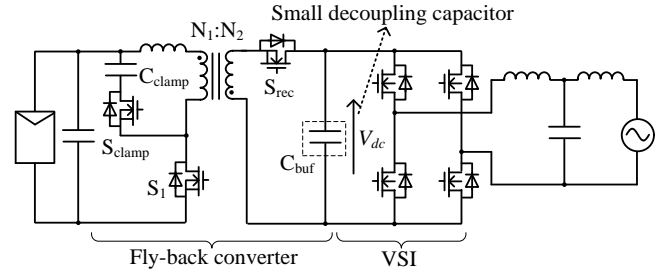 Small decoupling capacitor
N1:N2
Cclamp
Srec
Sclamp
Vdc
Cbuf
S1
Fly-back converter
VSI